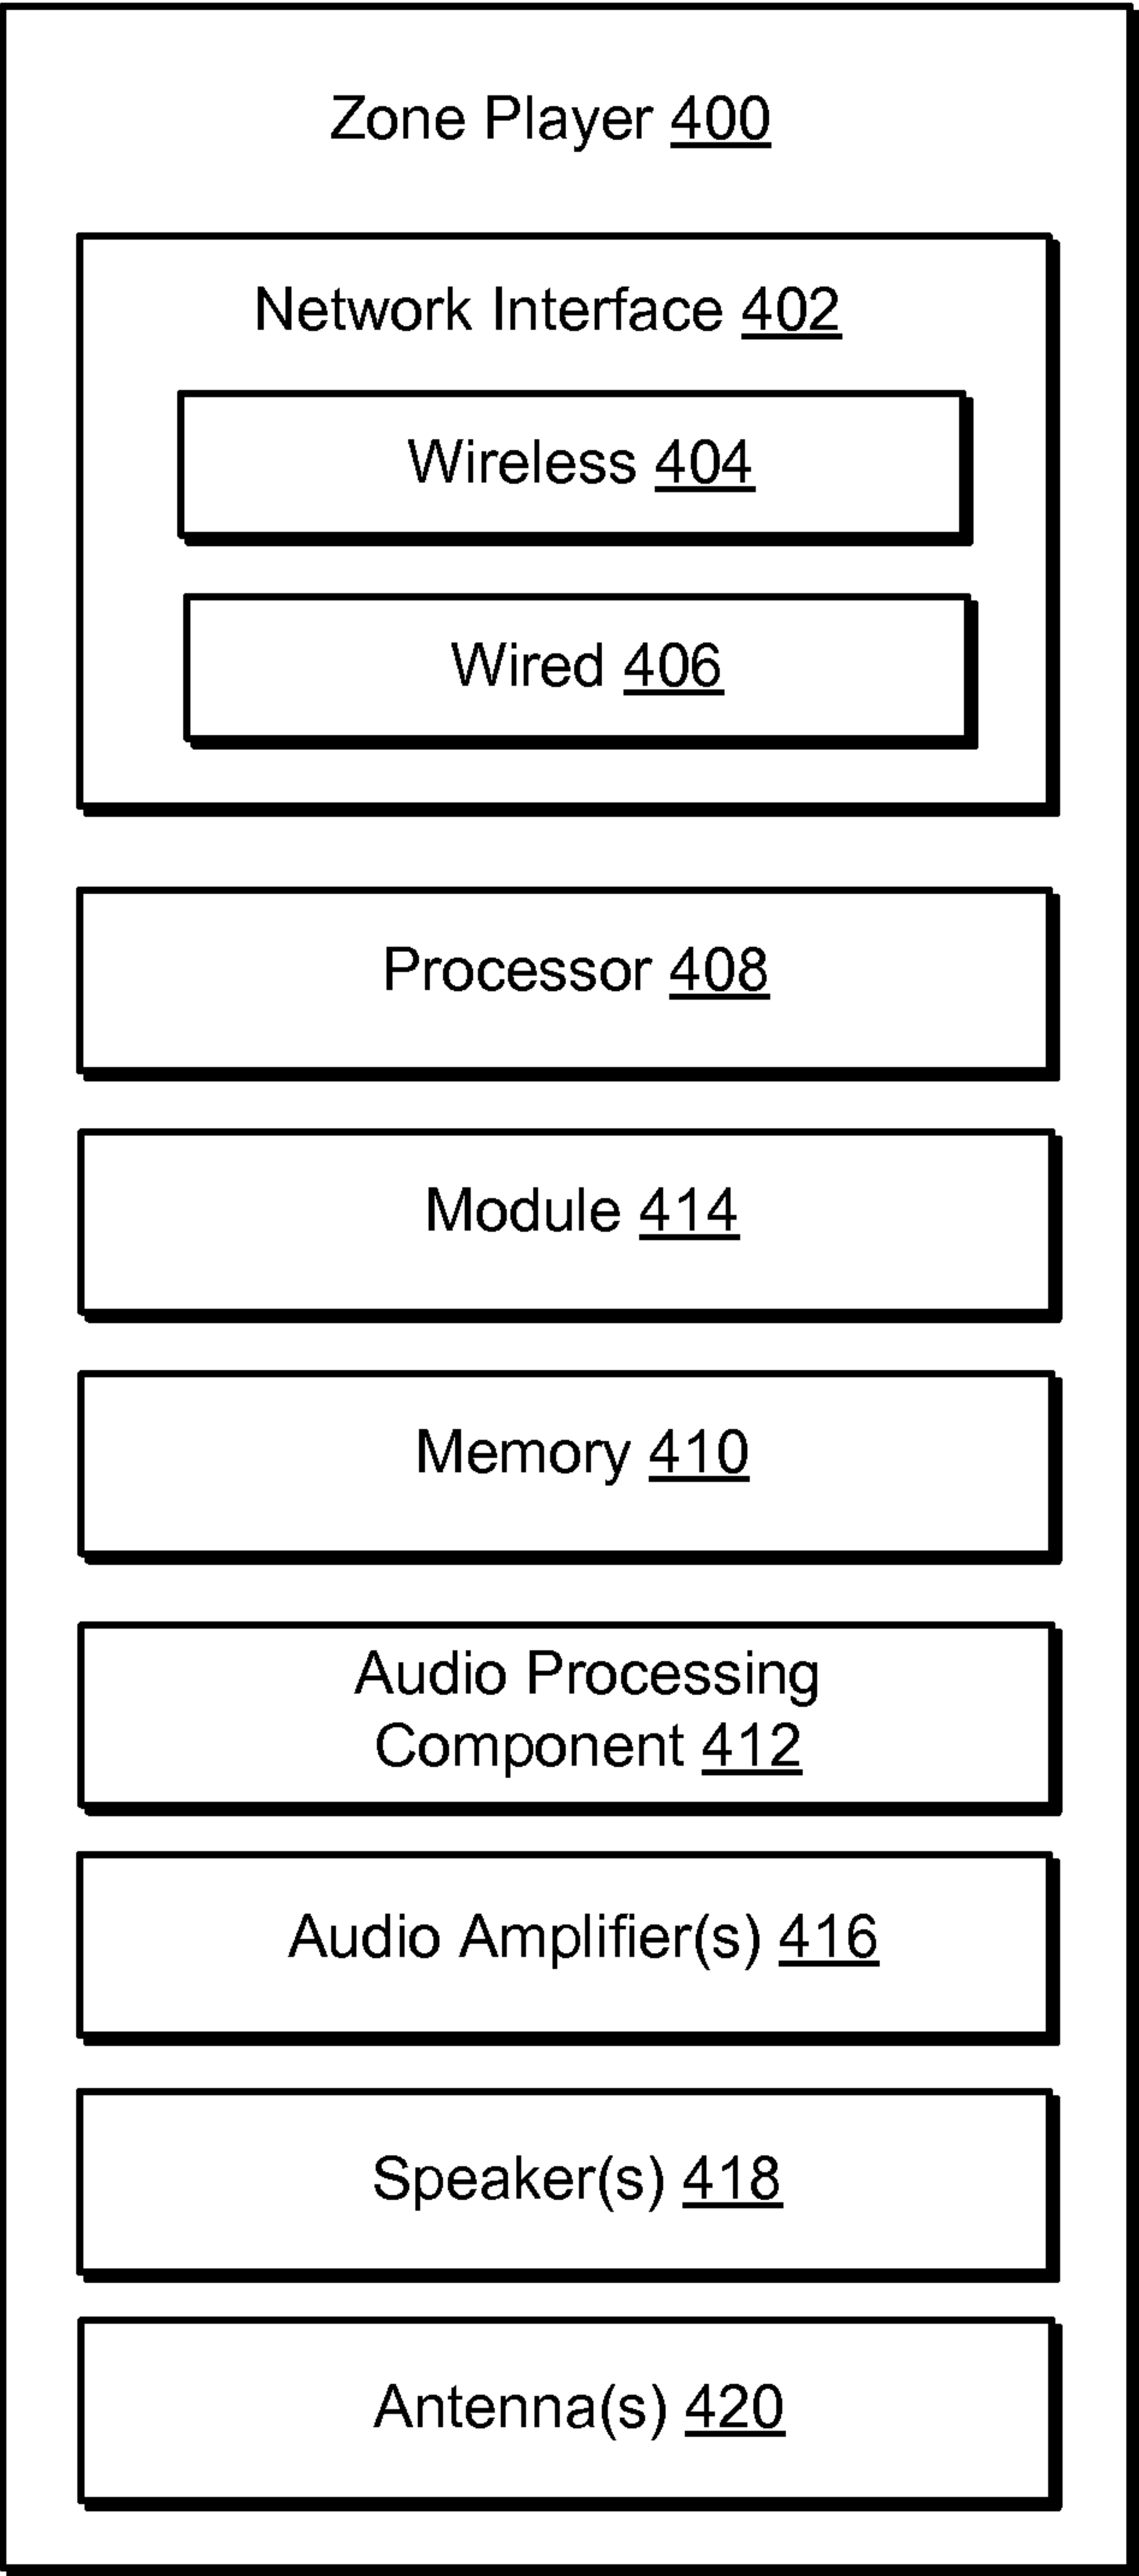 Zone Player 400
Network Interface 402
Wireless 404
Wired 406
Processor 408
Module 414
Memory 410
Audio Processing
Component 412
Audio Amplifier(s) 416
Speaker(s) 418
Antenna(s) 420